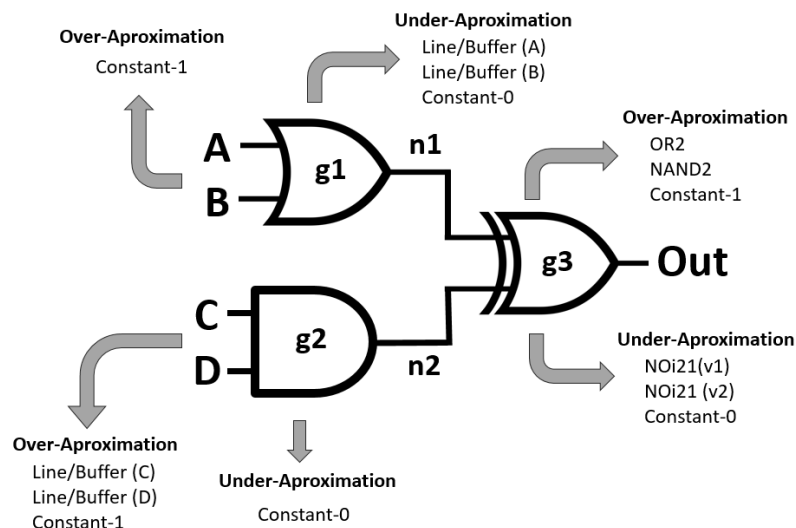 Over-Aproximation
Constant-1
Under-Aproximation
Line/Buffer (A)
Line/Buffer (B)
Constant-0
Over-Aproximation
OR2
NAND2
Constant-1
A
B
g1
n1
g3
Out
C
D
g2
n2
Under-Aproximation
NOi21(v1)
NOi21 (v2)
Constant-0
Over-Aproximation
Line/Buffer (C)
Line/Buffer (D)
Constant-1
Under-Aproximation
Constant-0